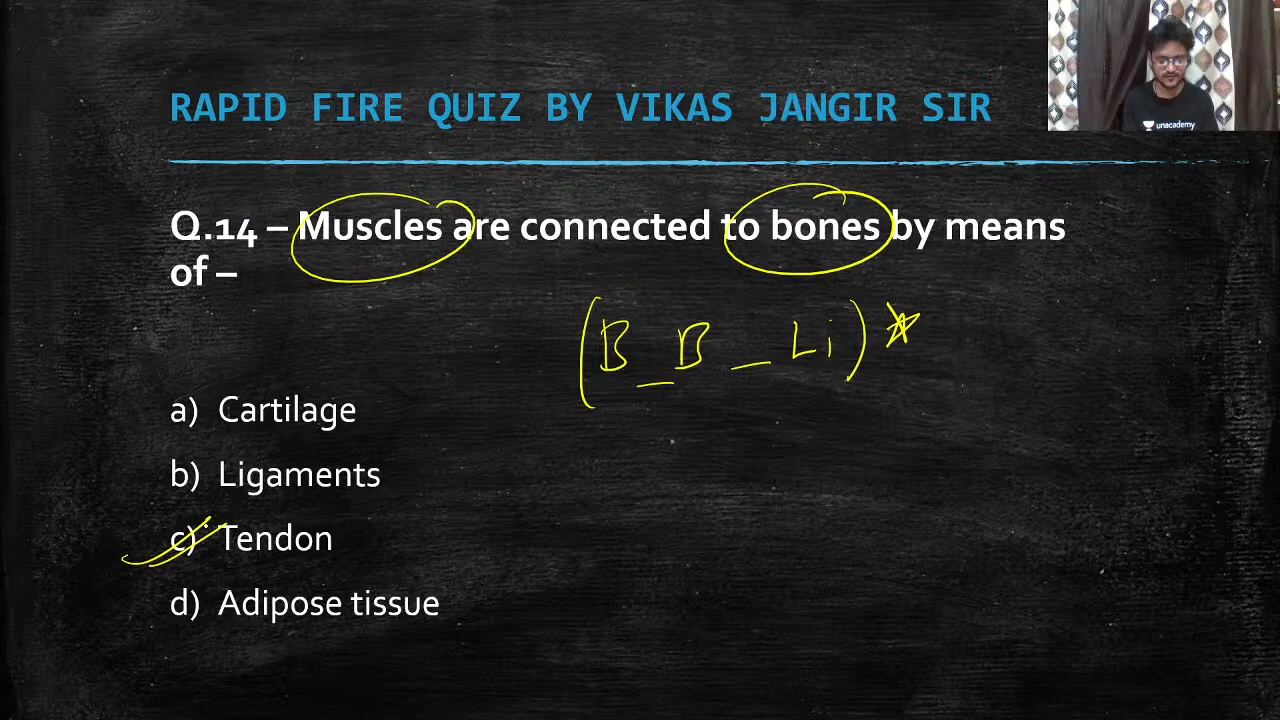 RAPID FIRE QUIZ BY VIKAS JANGIR SIR
Q.14 – Muscles are connected to bones by means
of –
(B_B_Li)*
a) Cartilage
b) Ligaments
c) Tendon
d) Adipose tissue
unacademy